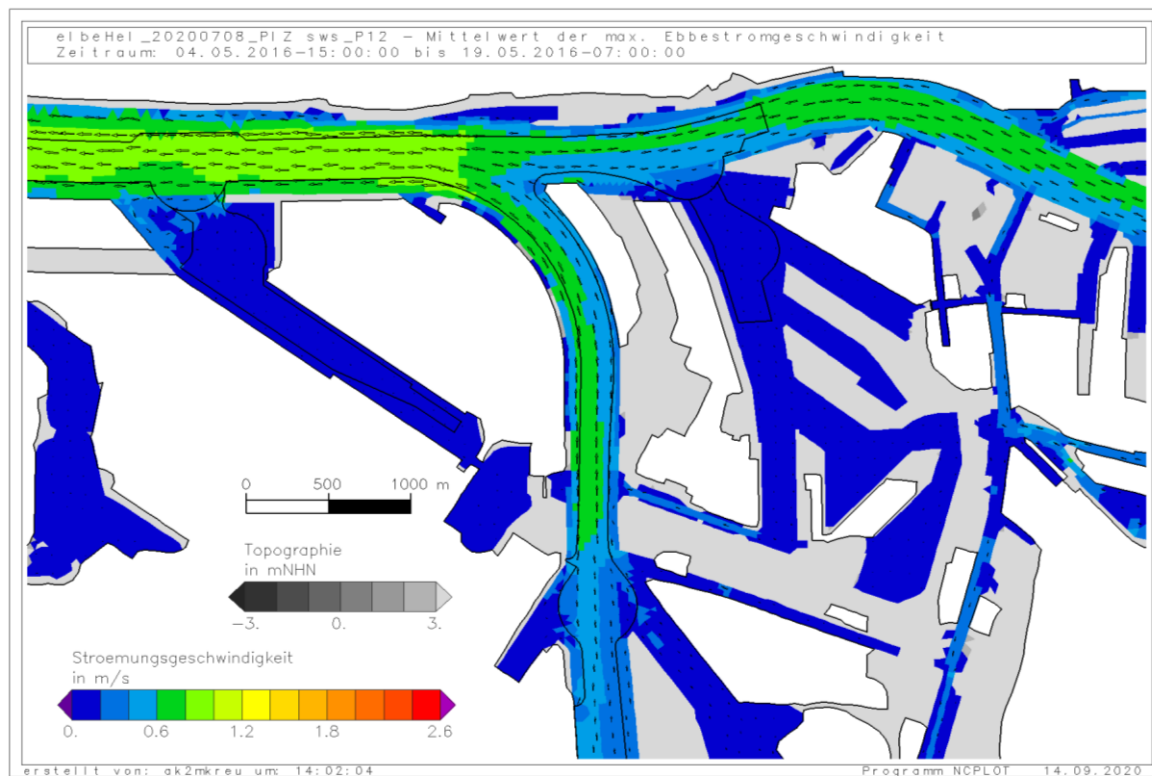 elbeHel_20200708_PIZ sws_P12 – Mittelwert der max. Ebbestromgeschwindigkeit
Zeitraum: 04.05.2016-15:00:00 bis 19.05.2016-07:00:00
0 500 1000 m
Topographie
in mNHN
-3. 0. 3.
Stroemungsgeschwindigkeit
in m/s
0. 0.6 1.2 1.8 2.6
erstellt von: gk2mkreu um: 14:02:04 Programm NCPLOT 14.09.2020